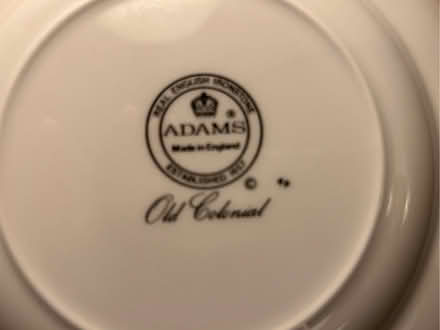 REAL ENGLISH IRONSTONE
ADAMS ®
Made in England
ESTABLISHED 1657
©
Old Colonial